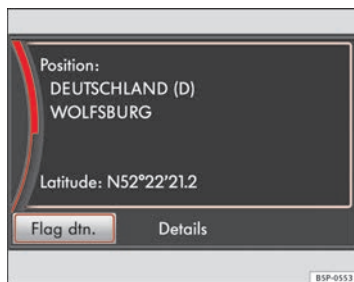 Position:
DEUTSCHLAND (D)
WOLFSBURG
Latitude: N52°22'21.2
Flag dtn.
Details
B5P-0553